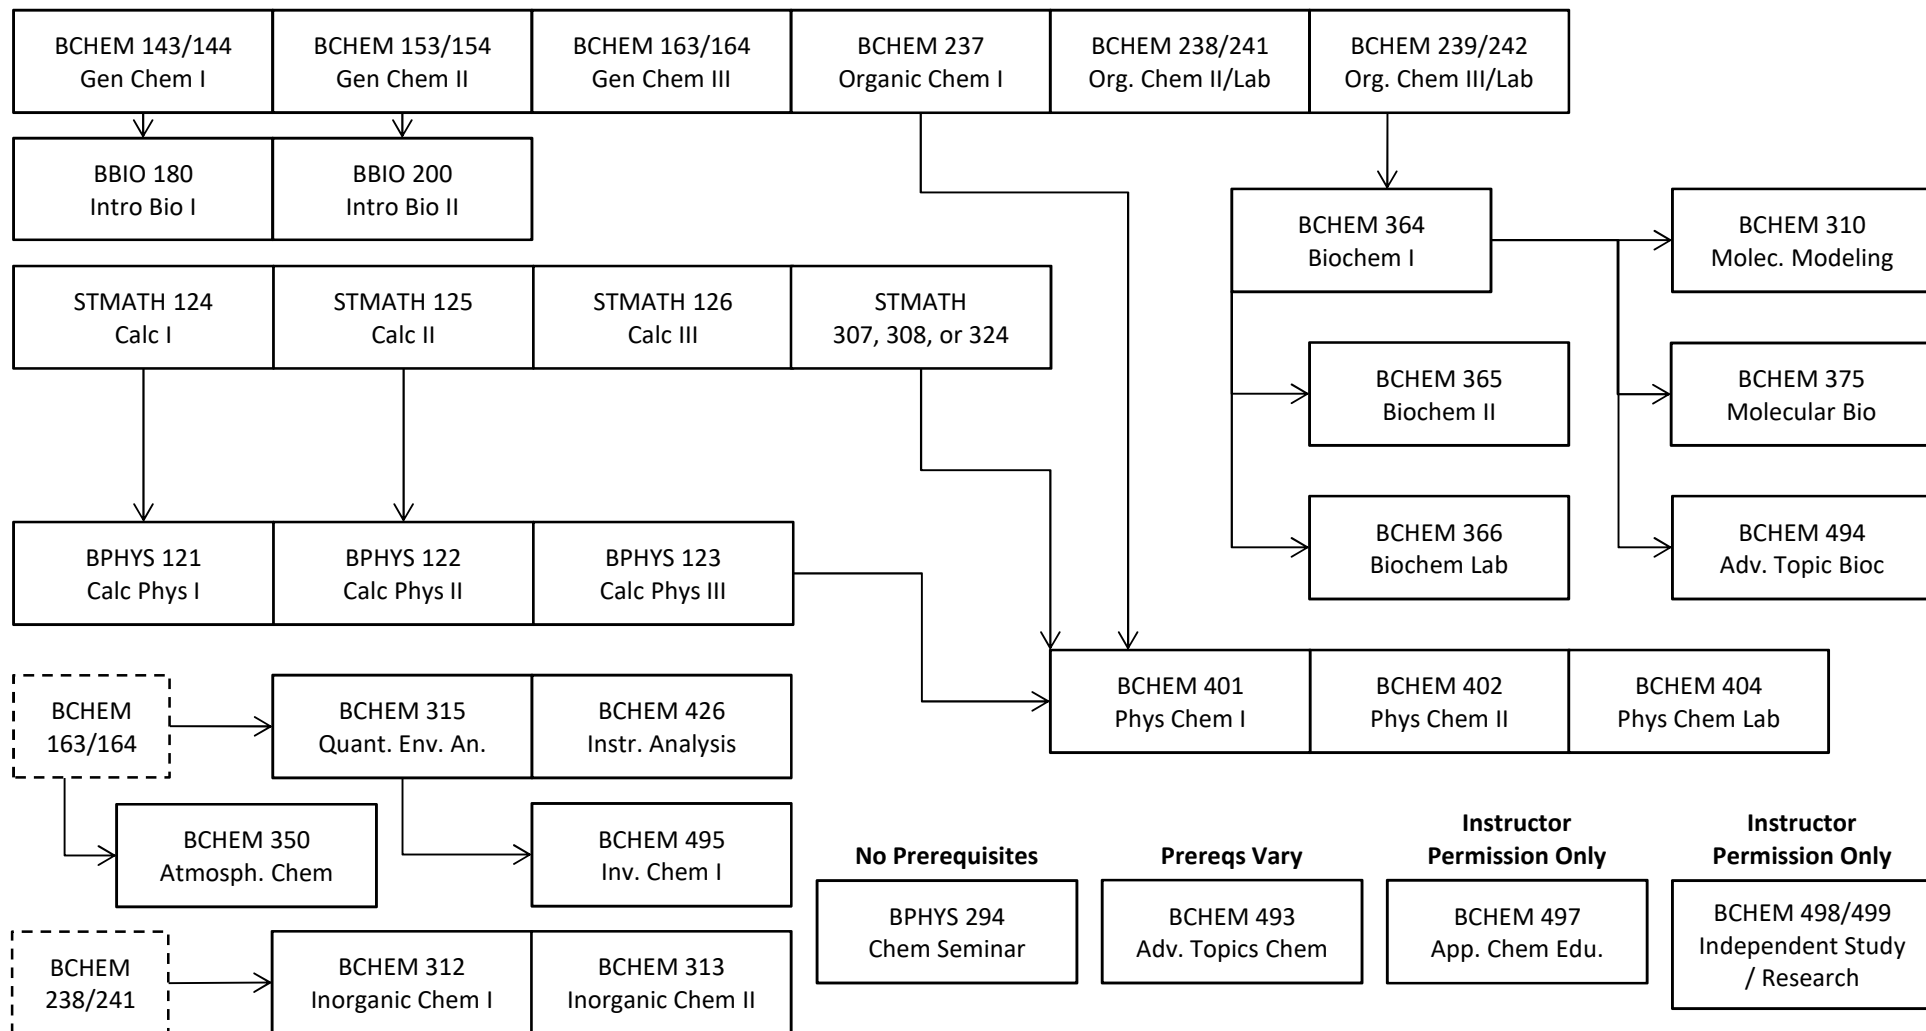 BCHEM 143/144
Gen Chem I
BCHEM 153/154
Gen Chem II
BCHEM 163/164
Gen Chem III
BCHEM 237
Organic Chem I
BCHEM 238/241
Org. Chem II/Lab
BCHEM 239/242
Org. Chem III/Lab
BBIO 180
Intro Bio I
BBIO 200
Intro Bio II
BCHEM 364
Biochem I
BCHEM 310
Molec. Modeling
STMATH 124
Calc I
STMATH 125
Calc II
STMATH 126
Calc III
STMATH
307, 308, or 324
BCHEM 365
Biochem II
BCHEM 375
Molecular Bio
BPHYS 121
Calc Phys I
BPHYS 122
Calc Phys II
BPHYS 123
Calc Phys III
BCHEM 366
Biochem Lab
BCHEM 494
Adv. Topic Bioc
BCHEM
163/164
BCHEM 315
Quant. Env. An.
BCHEM 426
Instr. Analysis
BCHEM 401
Phys Chem I
BCHEM 402
Phys Chem II
BCHEM 404
Phys Chem Lab
BCHEM 350
Atmosph. Chem
BCHEM 495
Inv. Chem I
No Prerequisites
BPHYS 294
Chem Seminar
Prereqs Vary
BCHEM 493
Adv. Topics Chem
Instructor
Permission Only
BCHEM 497
App. Chem Edu.
Instructor
Permission Only
BCHEM 498/499
Independent Study
/ Research
BCHEM
238/241
BCHEM 312
Inorganic Chem I
BCHEM 313
Inorganic Chem II